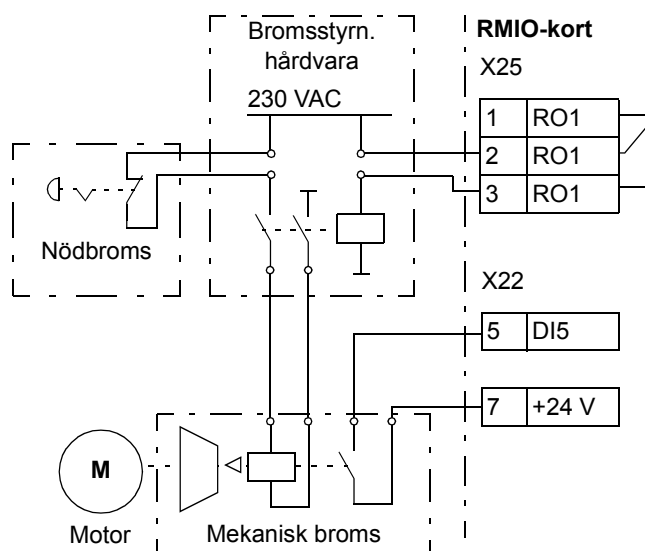 Bromsstyrn.
hårdvara
230 VAC
RMIO-kort
X25
1 RO1
2 RO1
3 RO1
Nödbroms
X22
5 DI5
7 +24 V
M
Motor
Mekanisk broms